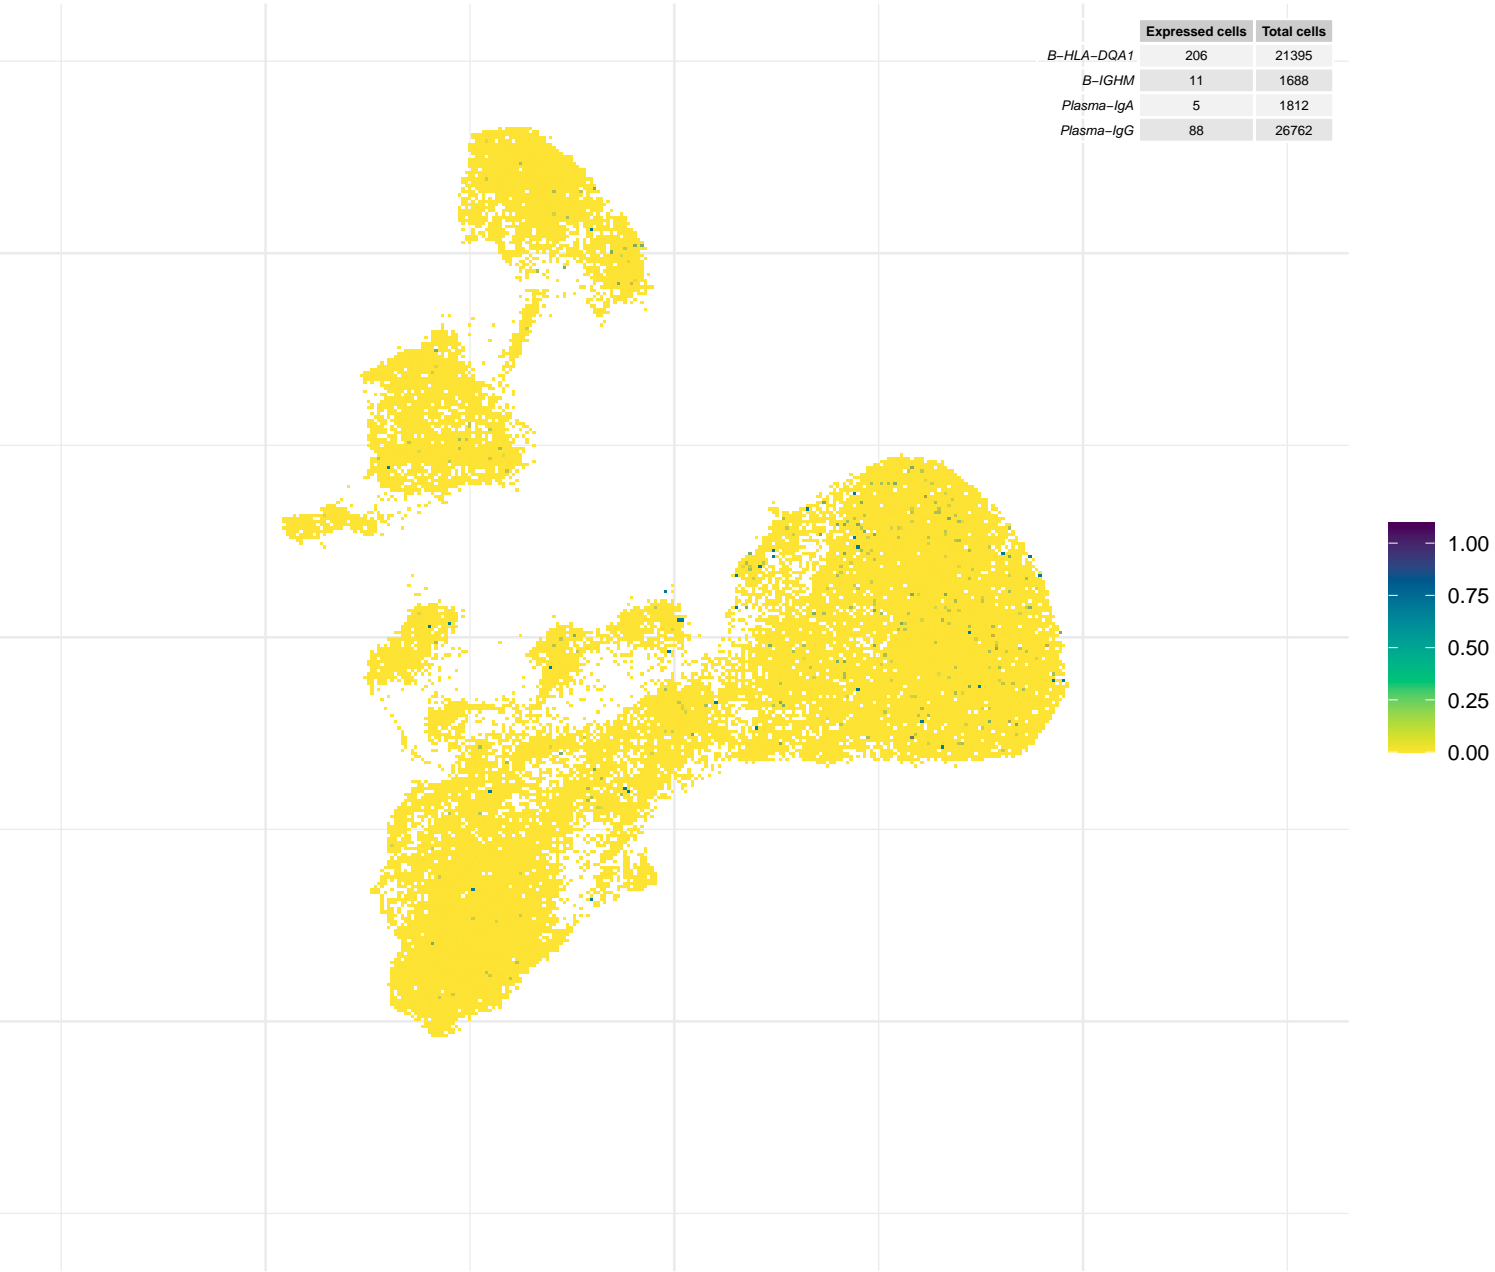 Expressed cells Total cells
B−HLA−DQA1 206 21395
B−IGHM 11 1688
Plasma−IgA 5 1812
Plasma−IgG 88 26762
1.00
0.75
0.50
0.25
0.00